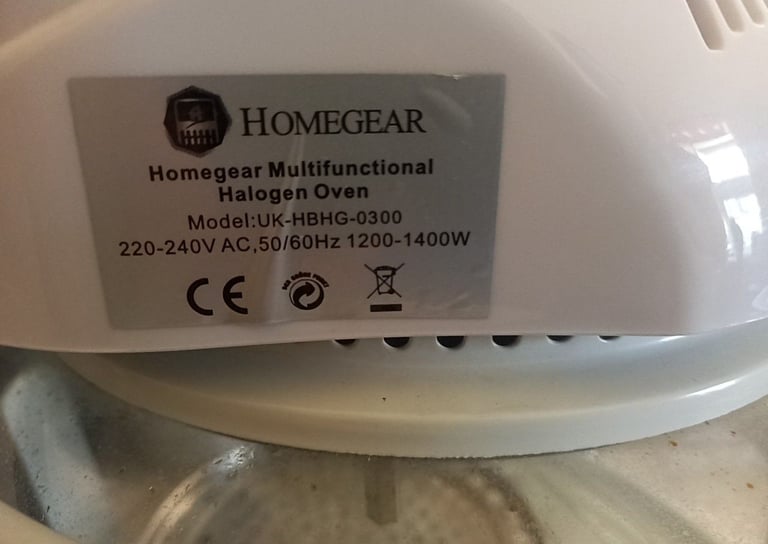 HOMEGEAR
Homegear Multifunctional
Halogen Oven
Model:UK-HBHG-0300
220-240V AC,50/60Hz 1200-1400W
CE